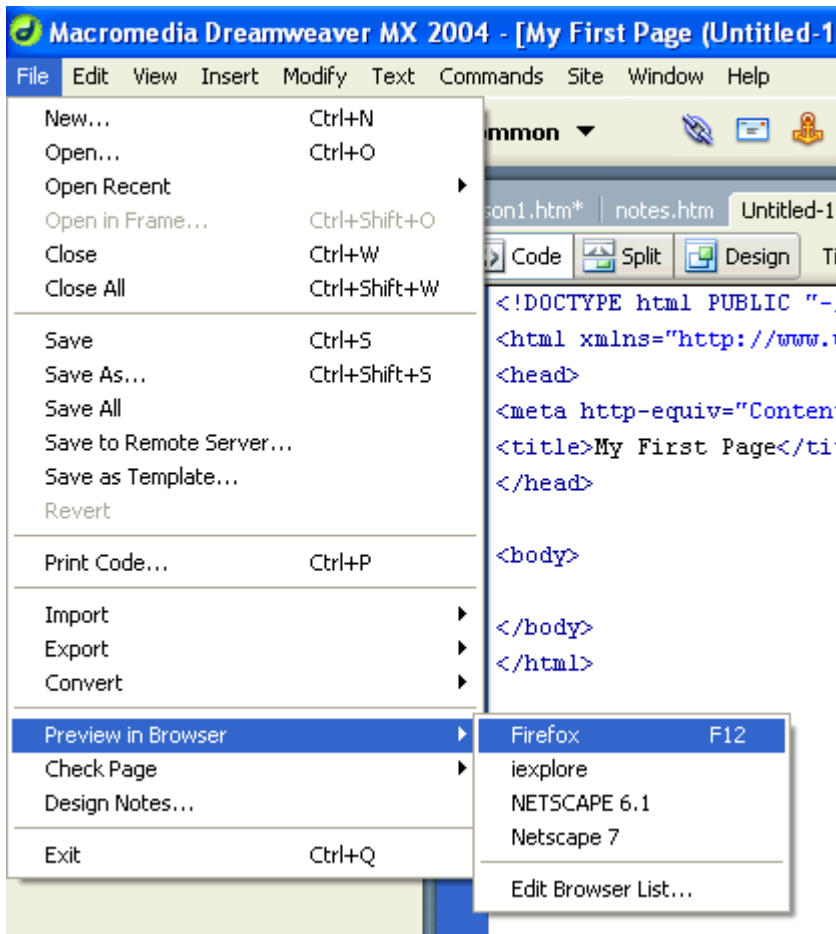 Macromedia Dreamweaver MX 2004 - [My First Page (Untitled-1
File Edit View Insert Modify Text Commands Site Window Help
New... Ctrl+N
Open... Ctrl+O
Open Recent
Open in Frame... Ctrl+Shift+O
Close Ctrl+W
Close All Ctrl+Shift+W
Save Ctrl+S
Save As... Ctrl+Shift+S
Save All
Save to Remote Server...
Save as Template...
Revert
Print Code... Ctrl+P
Import
Export
Convert
Preview in Browser
Check Page
Design Notes...
Exit Ctrl+Q
mmon
son1.htm* notes.htm Untitled-1
Code Split Design Ti
<!DOCTYPE html PUBLIC "-/
<html xmlns="http://www.
<head>
<meta http-equiv="Conten
<title>My First Page</ti
</head>
<body>
</body>
</html>
Firefox F12
iexplore
NETSCAPE 6.1
Netscape 7
Edit Browser List...